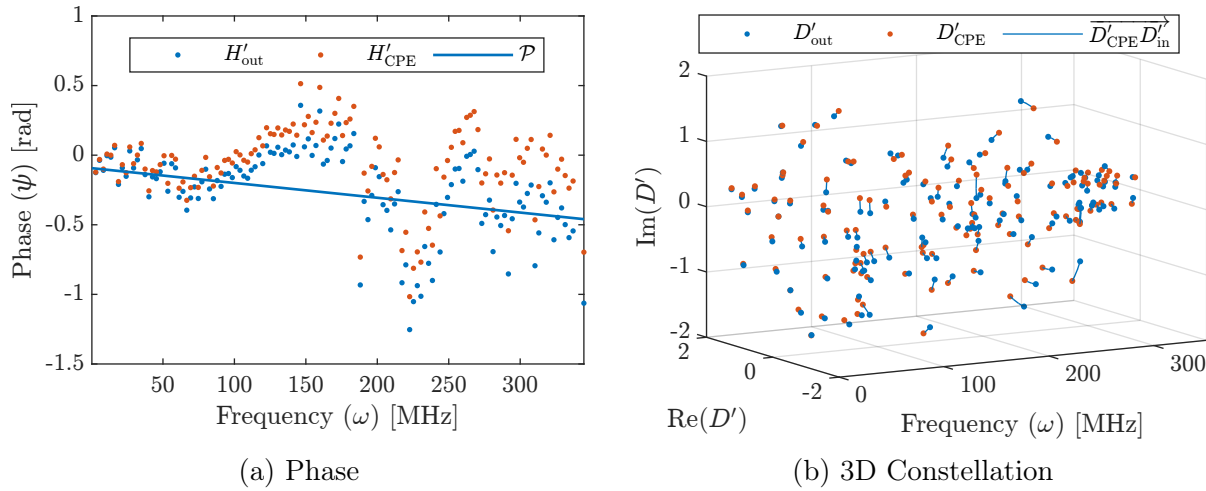 H′out H′CPE 𝒫
1
0.5
0
-0.5
-1
-1.5
50 100 150 200 250 300
Phase (ψ) [rad]
Frequency (ω) [MHz]
(a) Phase
D′out D′CPE D′CPE D′in
2
1
0
-1
-2
2
0
-2
0
100
200
300
Im(D′)
Re(D′)
Frequency (ω) [MHz]
(b) 3D Constellation